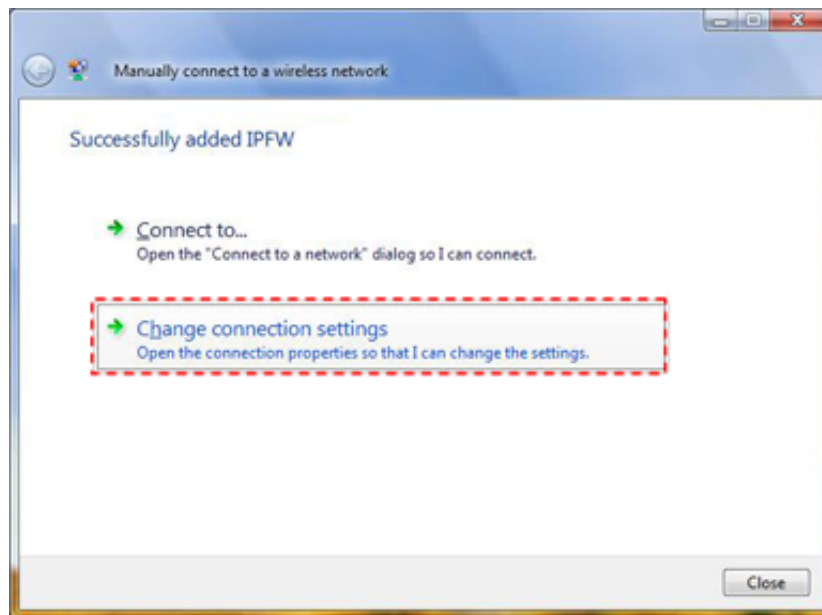 Manually connect to a wireless network
Successfully added IPFW
Connect to...
Open the "Connect to a network" dialog so I can connect.
Change connection settings
Open the connection properties so that I can change the settings.
Close